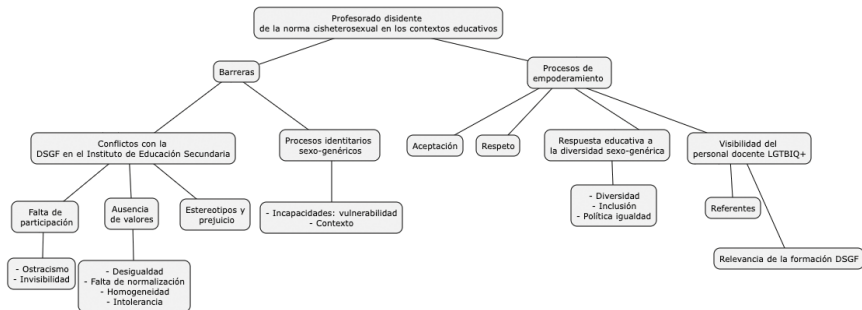 Profesorado disidente
de la norma cisheterosexual en los contextos educativos
Barreras
Procesos de
empoderamiento
Conflictos con la
DSGF en el Instituto de Educación Secundaria
Procesos identitarios
sexo-genéricos
Aceptación
Respeto
Respuesta educativa a
la diversidad sexo-genérica
Visibilidad del
personal docente LGTBIQ+
Falta de
participación
Ausencia
de valores
Estereotipos y
prejuicio
- Incapacidades: vulnerabilidad
- Contexto
- Diversidad
- Inclusión
- Política igualdad
Referentes
- Ostracismo
- Invisibilidad
- Desigualdad
- Falta de normalización
- Homogeneidad
- Intolerancia
Relevancia de la formación DSGF